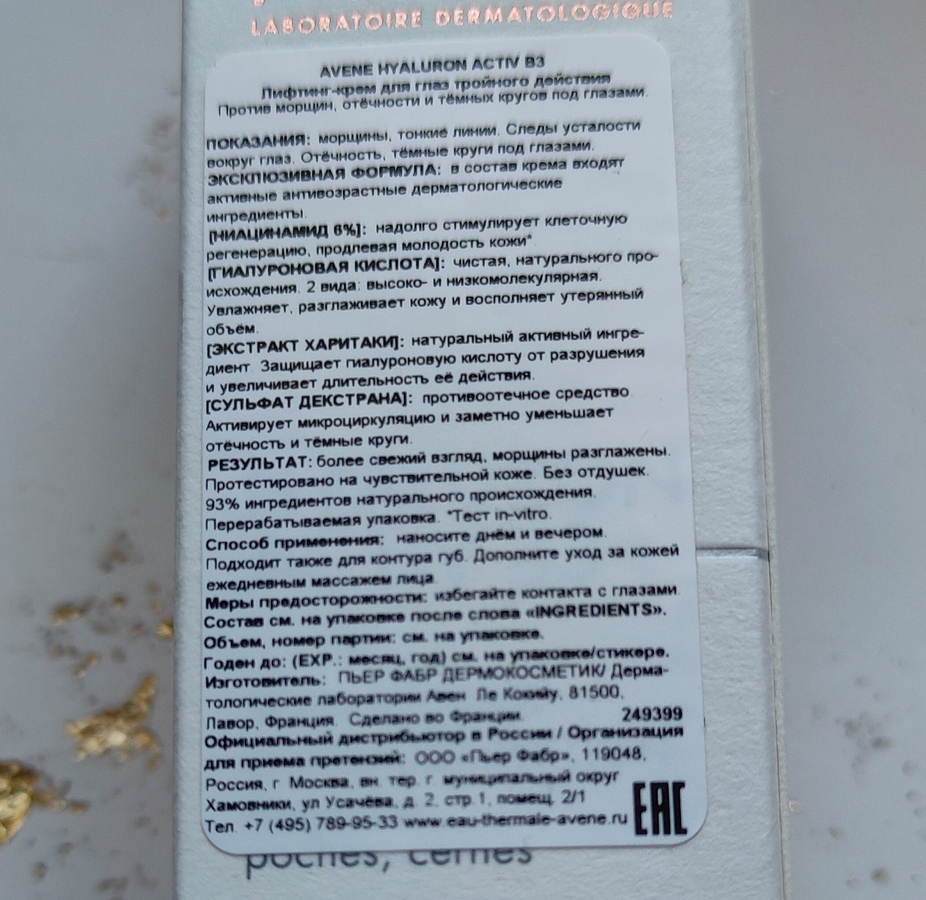 LABORATOIRE DERMATOLOGIQUE
AVENE HYALURON ACTIV B3
Лифтинг-крем для глаз тройного действия
Против морщин, отёчности и тёмных кругов под глазами.
ПОКАЗАНИЯ: морщины, тонкие линии. Следы усталости
вокруг глаз. Отёчность, тёмные круги под глазами.
ЭКСКЛЮЗИВНАЯ ФОРМУЛА: в состав крема входят
активные антивозрастные дерматологические
ингредиенты.
[НИАЦИНАМИД 6%]: надолго стимулирует клеточную
регенерацию, продлевая молодость кожи*
[ГИАЛУРОНОВАЯ КИСЛОТА]: чистая, натурального про-
исхождения. 2 вида: высоко- и низкомолекулярная.
Увлажняет, разглаживает кожу и восполняет утерянный
объём.
[ЭКСТРАКТ ХАРИТАКИ]: натуральный активный ингре-
диент. Защищает гиалуроновую кислоту от разрушения
и увеличивает длительность её действия.
[СУЛЬФАТ ДЕКСТРАНА]: противоотечное средство
Активирует микроциркуляцию и заметно уменьшает
отёчность и тёмные круги.
РЕЗУЛЬТАТ: более свежий взгляд, морщины разглажены.
Протестировано на чувствительной коже. Без отдушек.
93% ингредиентов натурального происхождения.
Перерабатываемая упаковка. *Тест in-vitro.
Способ применения: наносите днём и вечером.
Подходит также для контура губ. Дополните уход за кожей
ежедневным массажем лица.
Меры предосторожности: избегайте контакта с глазами.
Состав см. на упаковке после слова «INGREDIENTS».
Объем, номер партии: см. на упаковке.
Годен до: (EXP.: месяц, год) см. на упаковке/стикере.
Изготовитель: ПЬЕР ФАБР ДЕРМОКОСМЕТИК/ Дерма-
тологические лаборатории Авен Ле 81500,
Лавор, Франция. Сделано во Франции. 249399
Официальный дистрибьютор в России / Организация
для приема претензий: ООО «Пьер Фабр», 119048,
Россия, г. Москва, вн. тер. г. муниципальный округ
Хамовники, ул Усачёва, д. 2, стр.1, помещ. 2/1
Тел. +7 (495) 789-95-33 www.eau-thermale-avene.ru EAC
poches, cernes